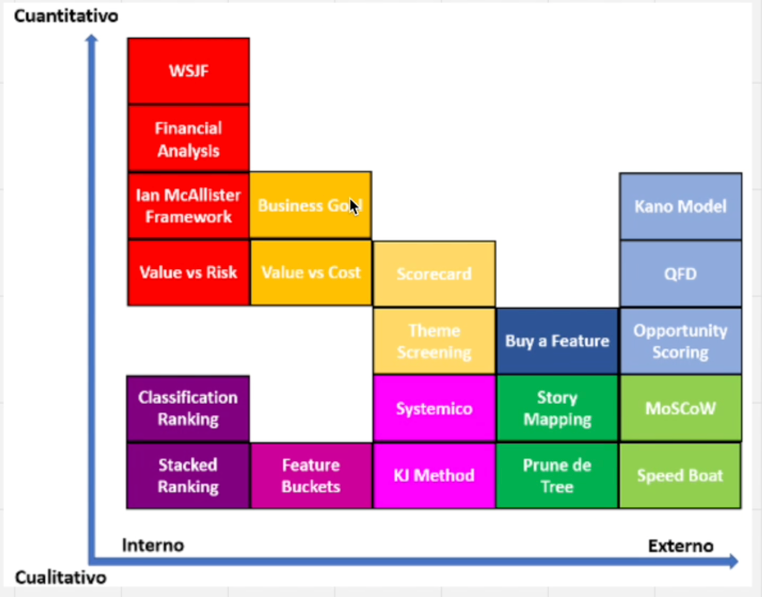 Cuantitativo
WSJF
Financial
Analysis
Ian McAllister
Framework
Business Goal
Kano Model
Value vs Risk
Value vs Cost
Scorecard
QFD
Theme
Screening
Buy a Feature
Opportunity
Scoring
Classification
Ranking
Systemico
Story
Mapping
MoSCoW
Stacked
Ranking
Feature
Buckets
KJ Method
Prune de
Tree
Speed Boat
Interno
Externo
Cualitativo